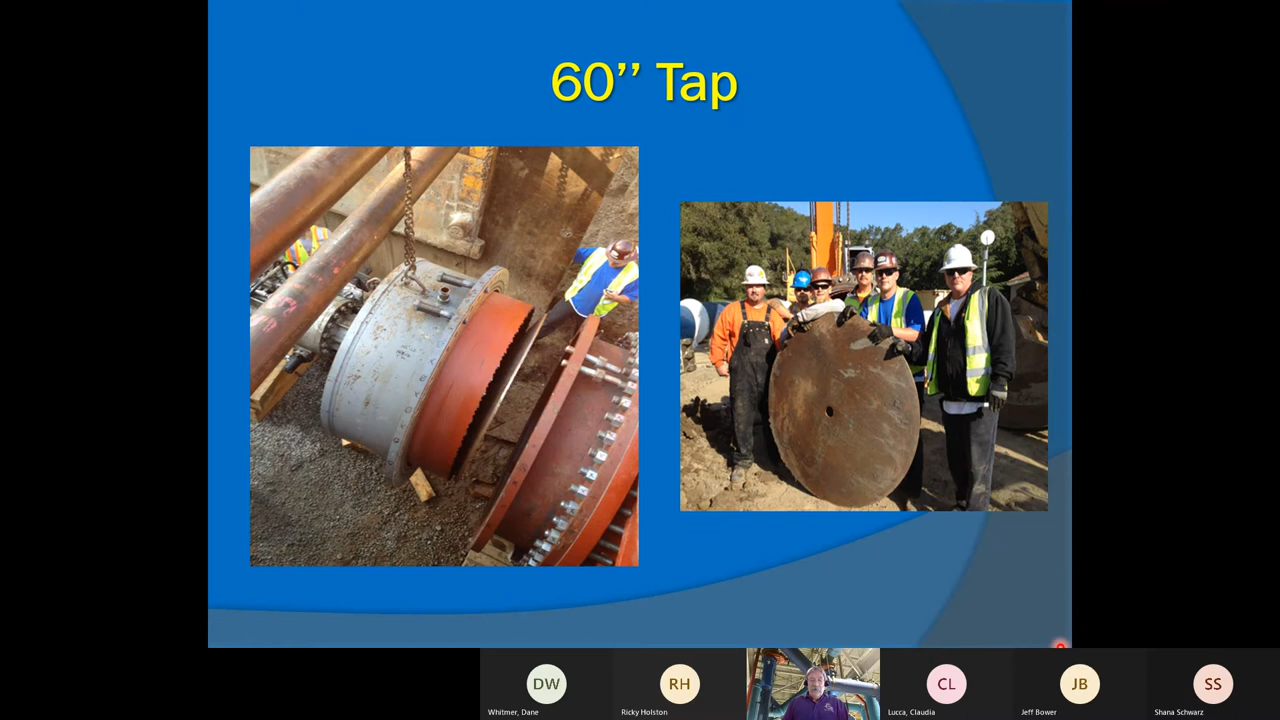 60’’ Tap
DW
RH
CL
JB
SS
Whitmer, Dane
Ricky Holston
Lucca, Claudia
Jeff Bower
Shana Schwarz